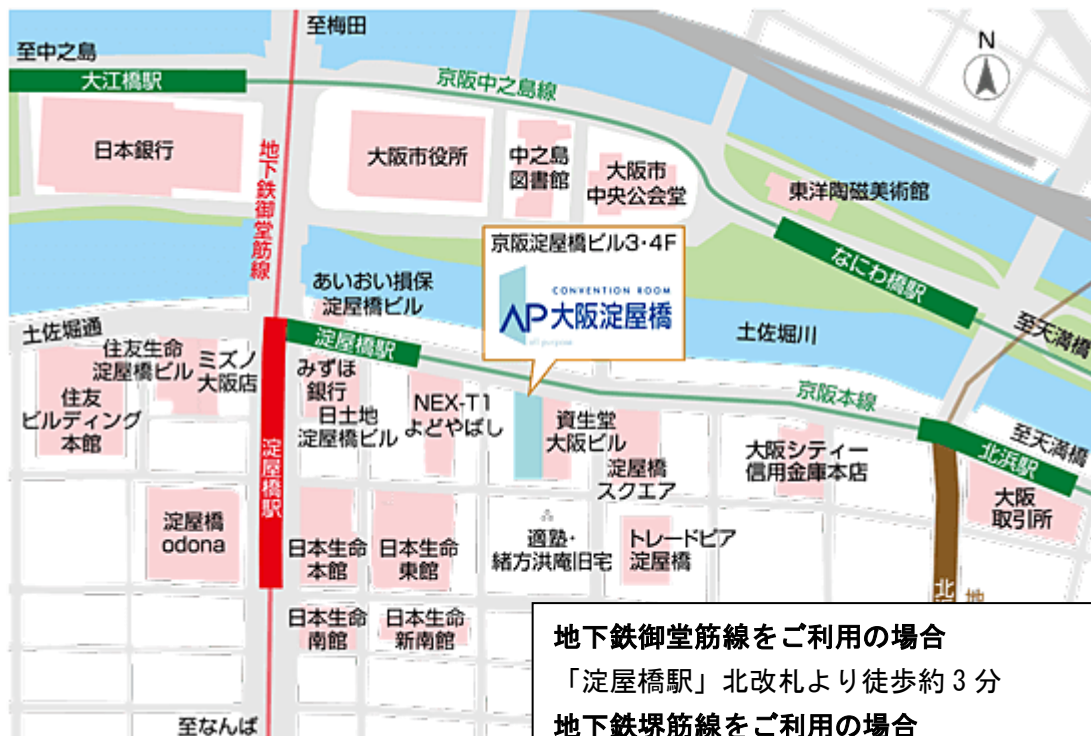 至梅田
至中之島
大江橋駅
京阪中之島線
N
日本銀行
地下鉄御堂筋線
大阪市役所
中之島
図書館
大阪市
中央公会堂
東洋陶磁美術館
京阪淀屋橋ビル3・4F
CONVENTION ROOM
AP大阪淀屋橋
all purpose
なにわ橋駅
至天満橋
あいおい損保
淀屋橋ビル
土佐堀川
土佐堀通
住友生命
淀屋橋ビル
ミズノ
大阪店
淀屋橋駅
京阪本線
住友
ビルディング
本館
みずほ
銀行
日土地
淀屋橋ビル
NEX-T1
よどやばし
資生堂
大阪ビル
淀屋橋
スクエア
大阪シティー
信用金庫本店
北浜駅
至天満橋
大阪
取引所
淀屋橋駅
淀屋橋
odona
日本生命
本館
日本生命
東館
適塾・
緒方洪庵旧宅
トレードピア
淀屋橋
北
地
日本生命
南館
日本生命
新南館
至なんば
地下鉄御堂筋線をご利用の場合
「淀屋橋駅」北改札より徒歩約3分
地下鉄堺筋線をご利用の場合